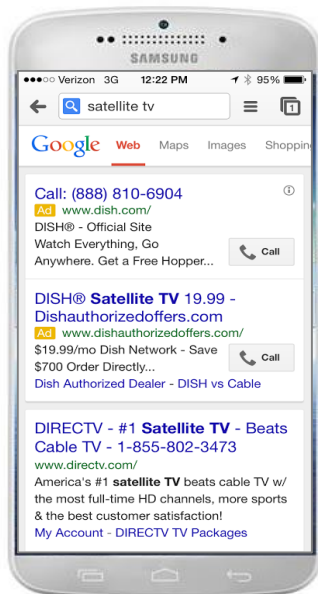 SAMSUNG
Verizon 3G 12:22 PM 95%
satellite tv 1
Google Web Maps Images Shopping
Call: (888) 810-6904
Ad www.dish.com/
DISH® - Official Site
Watch Everything, Go
Anywhere. Get a Free Hopper...
Call
DISH® Satellite TV 19.99 -
Dishauthorizedoffers.com
Ad www.dishauthorizedoffers.com/
$19.99/mo Dish Network - Save
$700 Order Directly...
Call
Dish Authorized Dealer - DISH vs Cable
DIRECTV - #1 Satellite TV - Beats
Cable TV - 1-855-802-3473
www.directv.com/
America's #1 satellite TV beats cable TV w/
the most full-time HD channels, more sports
& the best customer satisfaction!
My Account - DIRECTV TV Packages